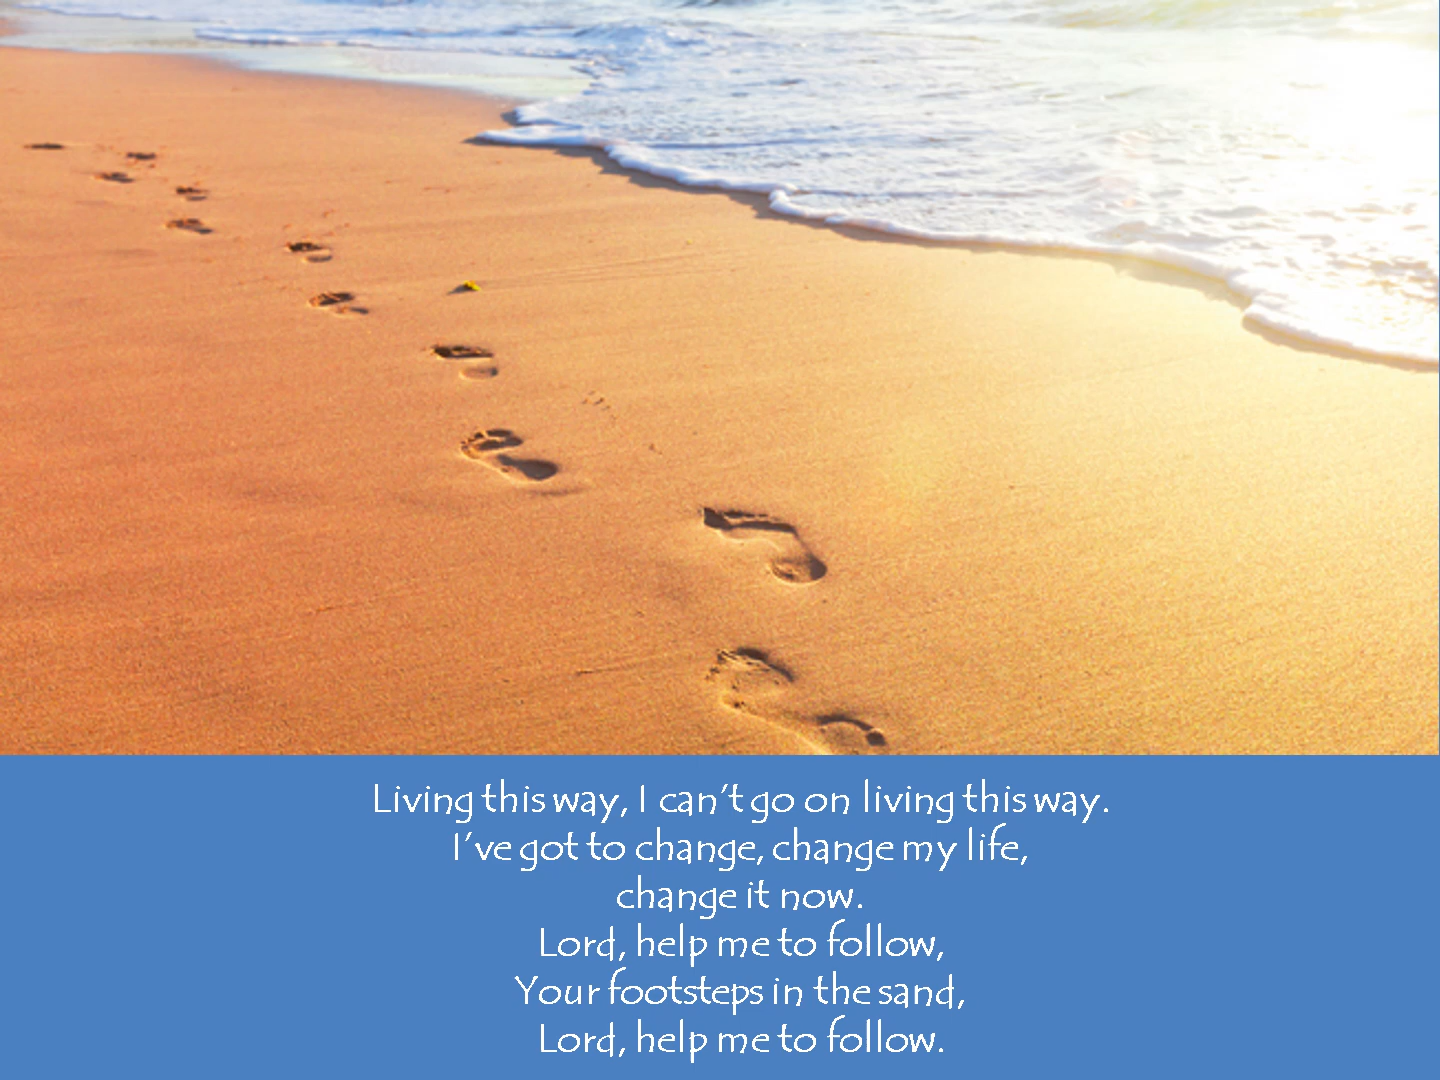 Living this way, I can’t go on living this way.
I’ve got to change, change my life,
change it now.
Lord, help me to follow,
Your footsteps in the sand,
Lord, help me to follow.